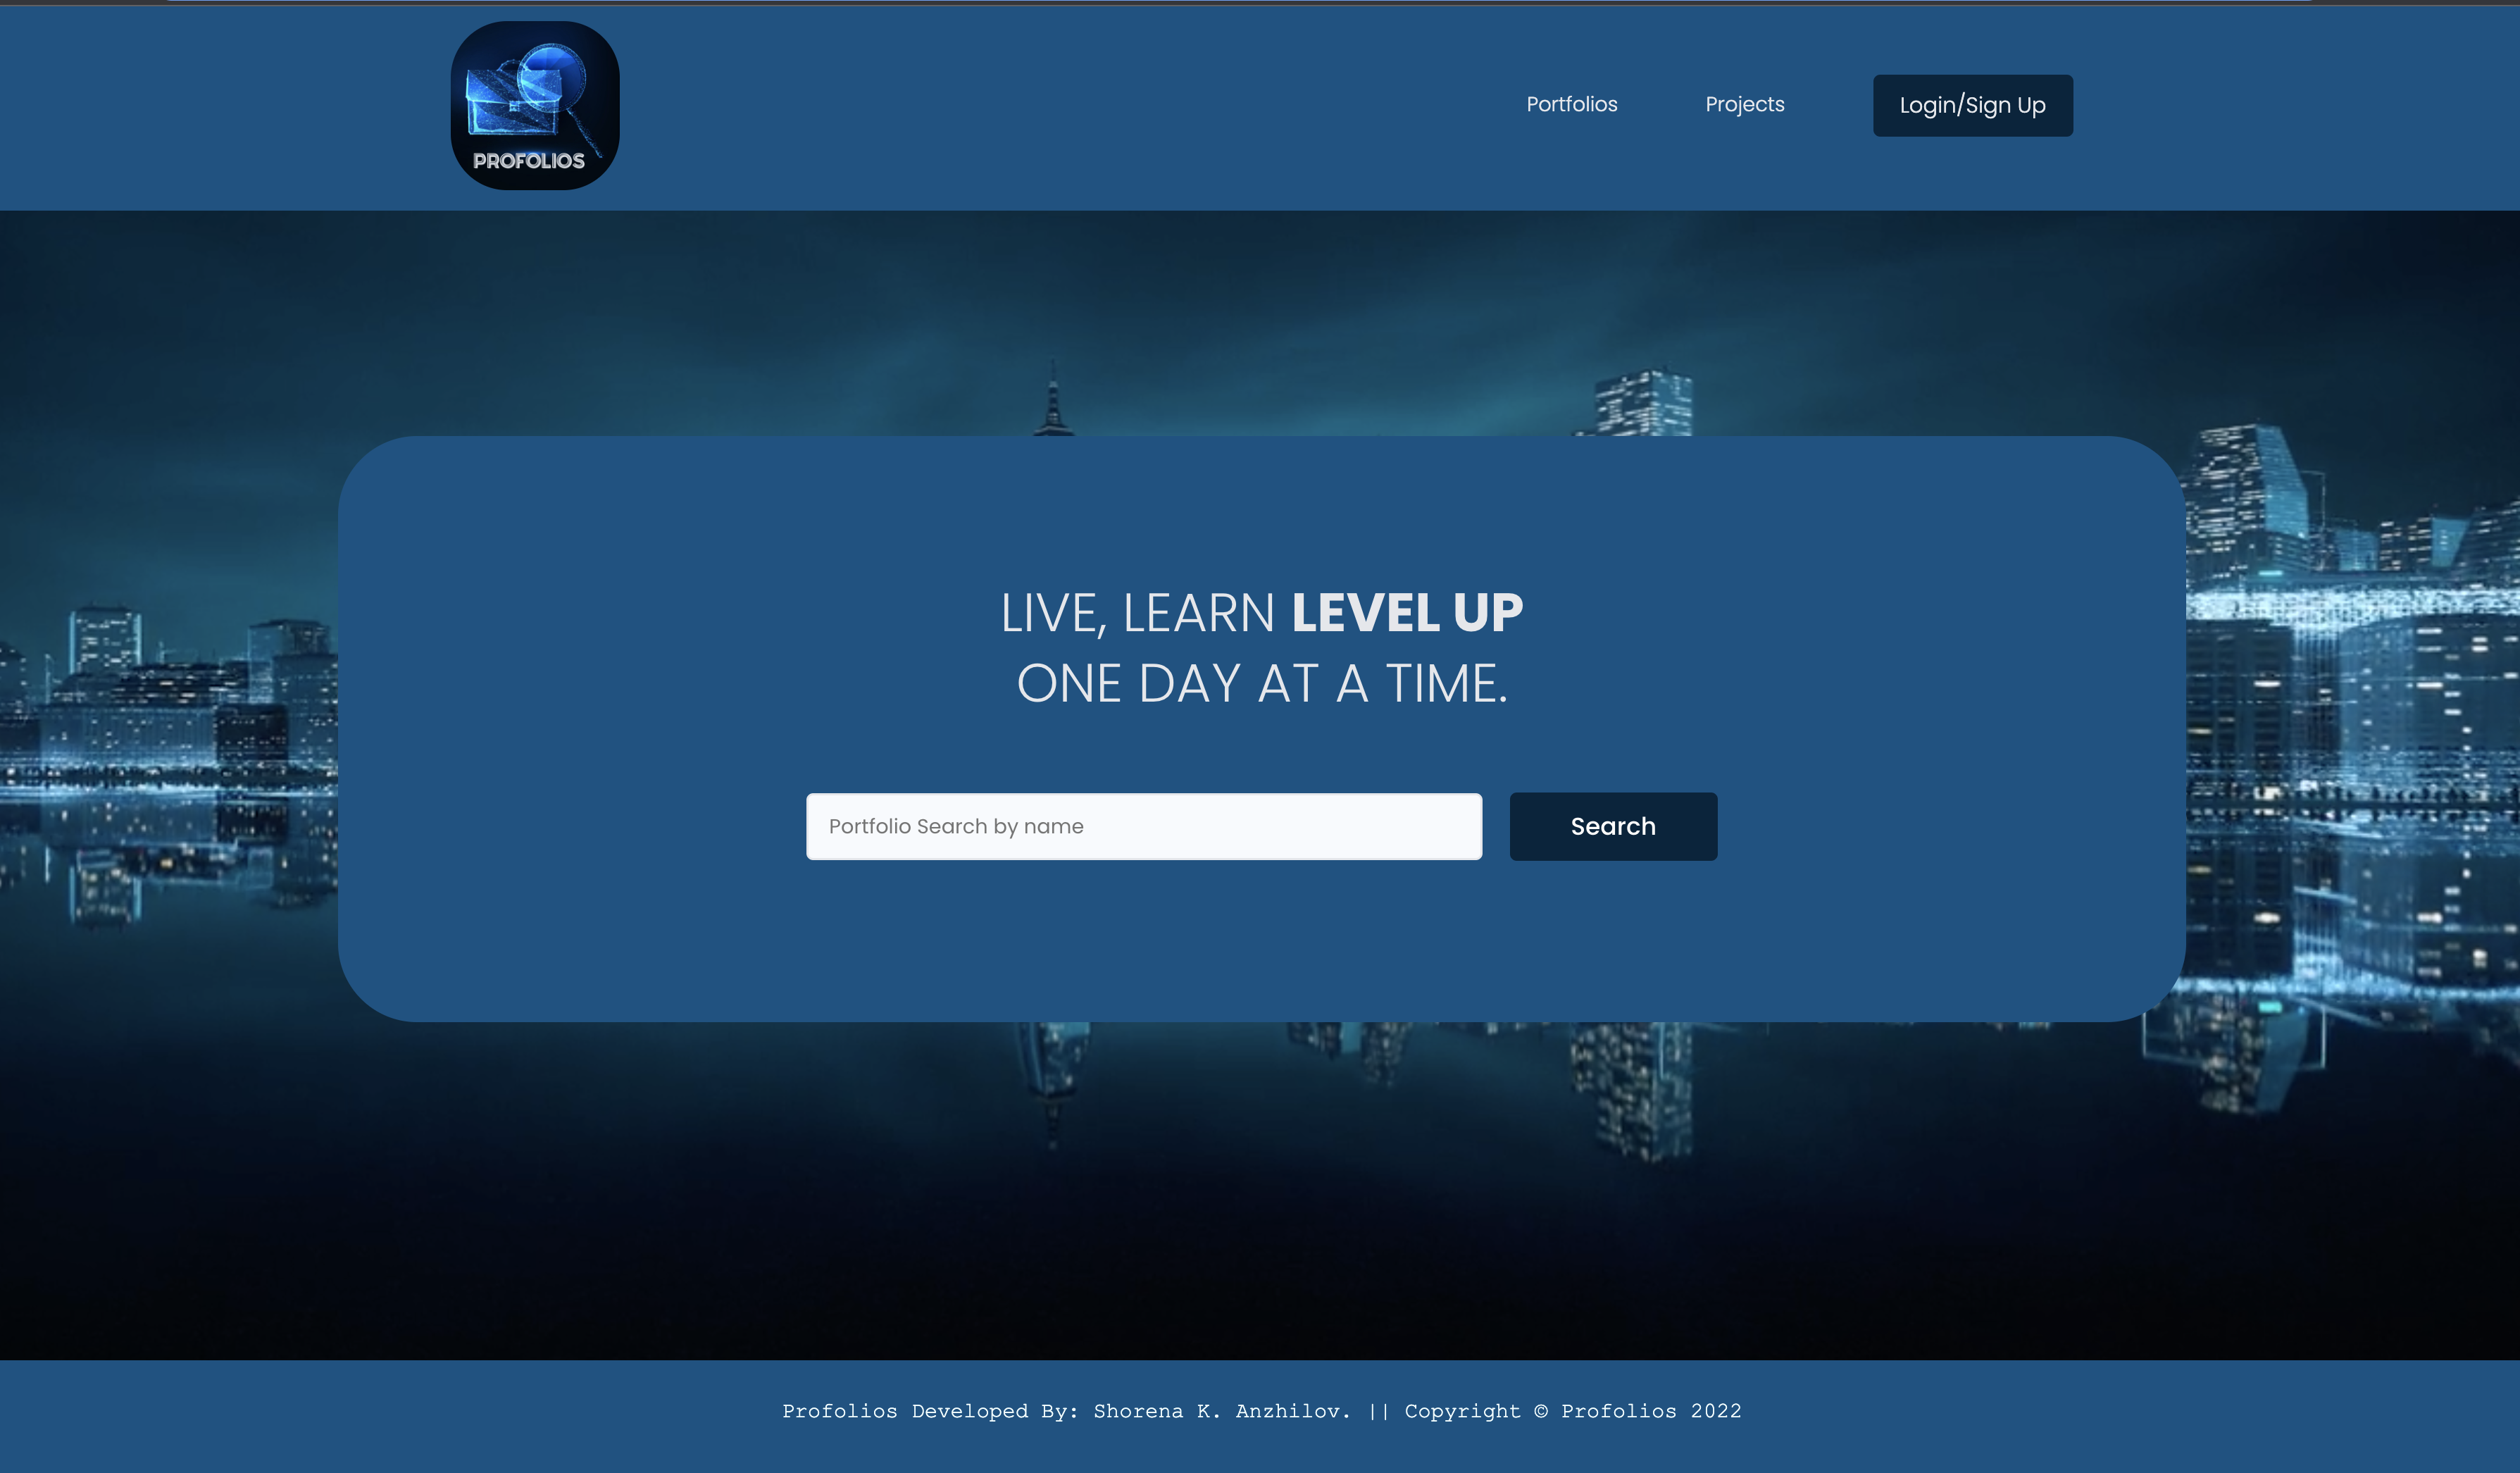 PROFOLIOS
Portfolios
Projects
Login/Sign Up
LIVE, LEARN LEVEL UP
ONE DAY AT A TIME.
Portfolio Search by name
Search
Profolios Developed By: Shorena K. Anzhilov. || Copyright © Profolios 2022